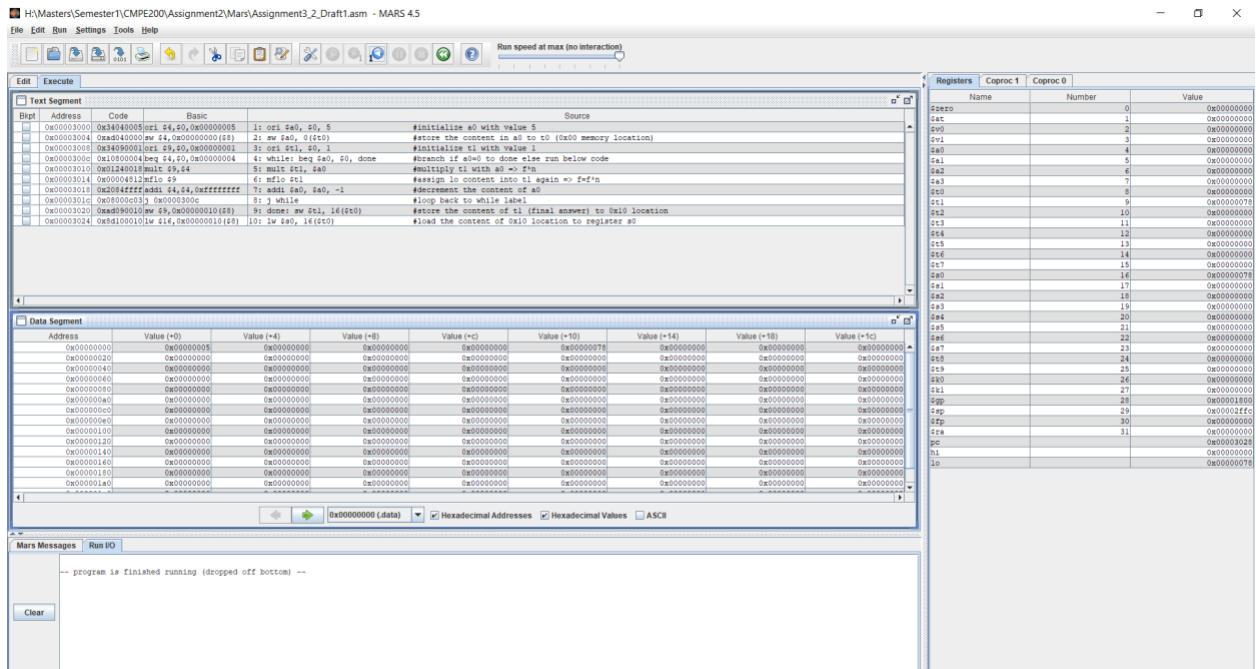 H:\Masters\Semester1\CMPE200\Assignment2\Mars\Assignment3_2_Draft1.asm - MARS 4.5
File Edit Run Settings Tools Help
Run speed at max (no interaction)
Edit Execute
Text Segment
Bkpt Address Code Basic Source
0x00003000 0x34040005 ori $4,$0,0x00000005 1: ori $a0, $0, 5 #initialize a0 with value 5
0x00003004 0xad040000 sw $4,0x00000000($8) 2: sw $a0, 0($t0) #store the content in a0 to t0 (0x00 memory location)
0x00003008 0x34090001 ori $9,$0,0x00000001 3: ori $t1, $0, 1 #initialize t1 with value 1
0x0000300c 0x10800004 beq $4,$0,0x00000004 4: while: beq $a0, $0, done #branch if a0=0 to done else run below code
0x00003010 0x01240018 mult $9,$4 5: mult $t1, $a0 #multiply t1 with a0 => f*n
0x00003014 0x00004812 mflo $9 6: mflo $t1 #assign lo content into t1 again => f=f*n
0x00003018 0x2084ffff addi $4,$4,0xffffffff 7: addi $a0, $a0, -1 #decrement the content of a0
0x0000301c 0x08000c03 j 0x0000300c 8: j while #loop back to while label
0x00003020 0xad090010 sw $9,0x00000010($8) 9: done: sw $t1, 16($t0) #store the content of t1 (final answer) to 0x10 location
0x00003024 0x8d100010 lw $16,0x00000010($8) 10: lw $s0, 16($t0) #load the content of 0x10 location to register s0
Data Segment
Address Value (+0) Value (+4) Value (+8) Value (+c) Value (+10) Value (+14) Value (+18) Value (+1c)
0x00000000 0x00000005 0x00000000 0x00000000 0x00000000 0x00000078 0x00000000 0x00000000 0x00000000
0x00000020 0x00000000 0x00000000 0x00000000 0x00000000 0x00000000 0x00000000 0x00000000 0x00000000
0x00000040 0x00000000 0x00000000 0x00000000 0x00000000 0x00000000 0x00000000 0x00000000 0x00000000
0x00000060 0x00000000 0x00000000 0x00000000 0x00000000 0x00000000 0x00000000 0x00000000 0x00000000
0x00000080 0x00000000 0x00000000 0x00000000 0x00000000 0x00000000 0x00000000 0x00000000 0x00000000
0x000000a0 0x00000000 0x00000000 0x00000000 0x00000000 0x00000000 0x00000000 0x00000000 0x00000000
0x000000c0 0x00000000 0x00000000 0x00000000 0x00000000 0x00000000 0x00000000 0x00000000 0x00000000
0x000000e0 0x00000000 0x00000000 0x00000000 0x00000000 0x00000000 0x00000000 0x00000000 0x00000000
0x00000100 0x00000000 0x00000000 0x00000000 0x00000000 0x00000000 0x00000000 0x00000000 0x00000000
0x00000120 0x00000000 0x00000000 0x00000000 0x00000000 0x00000000 0x00000000 0x00000000 0x00000000
0x00000140 0x00000000 0x00000000 0x00000000 0x00000000 0x00000000 0x00000000 0x00000000 0x00000000
0x00000160 0x00000000 0x00000000 0x00000000 0x00000000 0x00000000 0x00000000 0x00000000 0x00000000
0x00000180 0x00000000 0x00000000 0x00000000 0x00000000 0x00000000 0x00000000 0x00000000 0x00000000
0x000001a0 0x00000000 0x00000000 0x00000000 0x00000000 0x00000000 0x00000000 0x00000000 0x00000000
0x00000000 (.data) Hexadecimal Addresses Hexadecimal Values ASCII
Mars Messages Run I/O
-- program is finished running (dropped off bottom) --
Clear
Registers Coproc 1 Coproc 0
Name Number Value
$zero 0 0x00000000
$at 1 0x00000000
$v0 2 0x00000000
$v1 3 0x00000000
$a0 4 0x00000000
$a1 5 0x00000000
$a2 6 0x00000000
$a3 7 0x00000000
$t0 8 0x00000000
$t1 9 0x00000078
$t2 10 0x00000000
$t3 11 0x00000000
$t4 12 0x00000000
$t5 13 0x00000000
$t6 14 0x00000000
$t7 15 0x00000000
$s0 16 0x00000078
$s1 17 0x00000000
$s2 18 0x00000000
$s3 19 0x00000000
$s4 20 0x00000000
$s5 21 0x00000000
$s6 22 0x00000000
$s7 23 0x00000000
$t8 24 0x00000000
$t9 25 0x00000000
$k0 26 0x00000000
$k1 27 0x00000000
$gp 28 0x00001800
$sp 29 0x00002ffc
$fp 30 0x00000000
$ra 31 0x00000000
pc 0x00003028
hi 0x00000000
lo 0x00000078